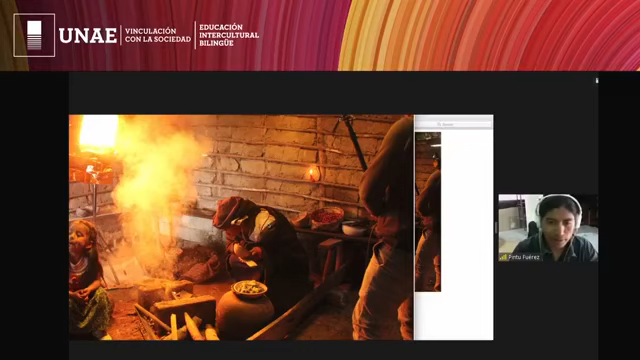 UNAE
VINCULACIÓN
CON LA SOCIEDAD
EDUCACIÓN
INTERCULTURAL
BILINGÜE
Pintu Fuérez